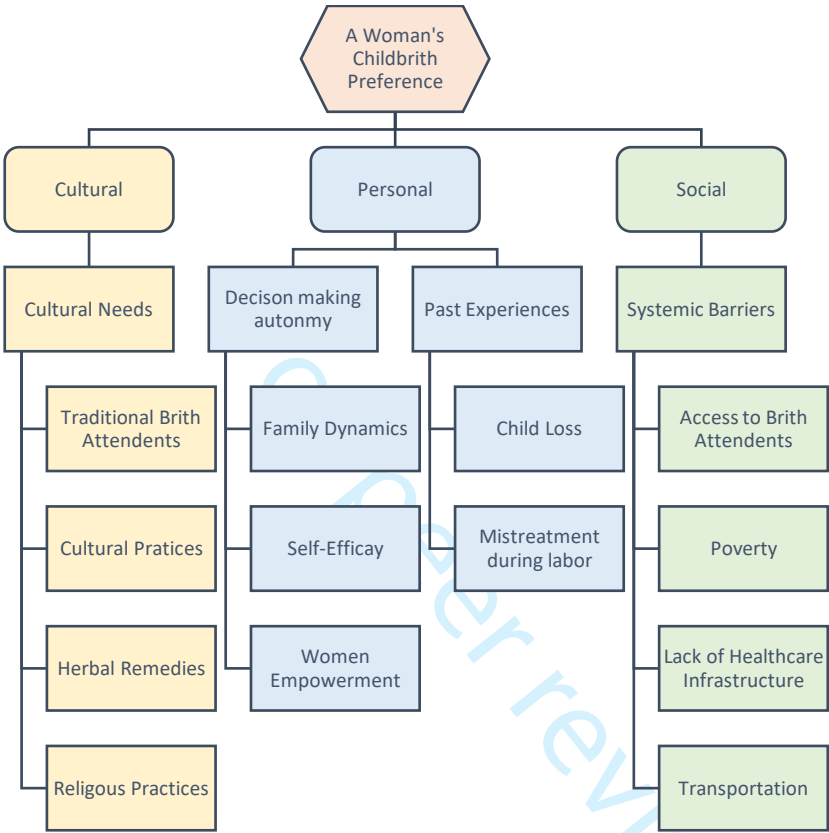 A Woman's
Childbrith
Preference
Cultural
Personal
Social
Cultural Needs
Decison making
autonmy
Past Experiences
Systemic Barriers
Traditional Brith
Attendents
Family Dynamics
Child Loss
Access to Brith
Attendents
Cultural Pratices
Self-Efficay
Mistreatment
during labor
Poverty
Herbal Remedies
Women
Empowerment
Lack of Healthcare
Infrastructure
Religous Practices
Transportation
peer